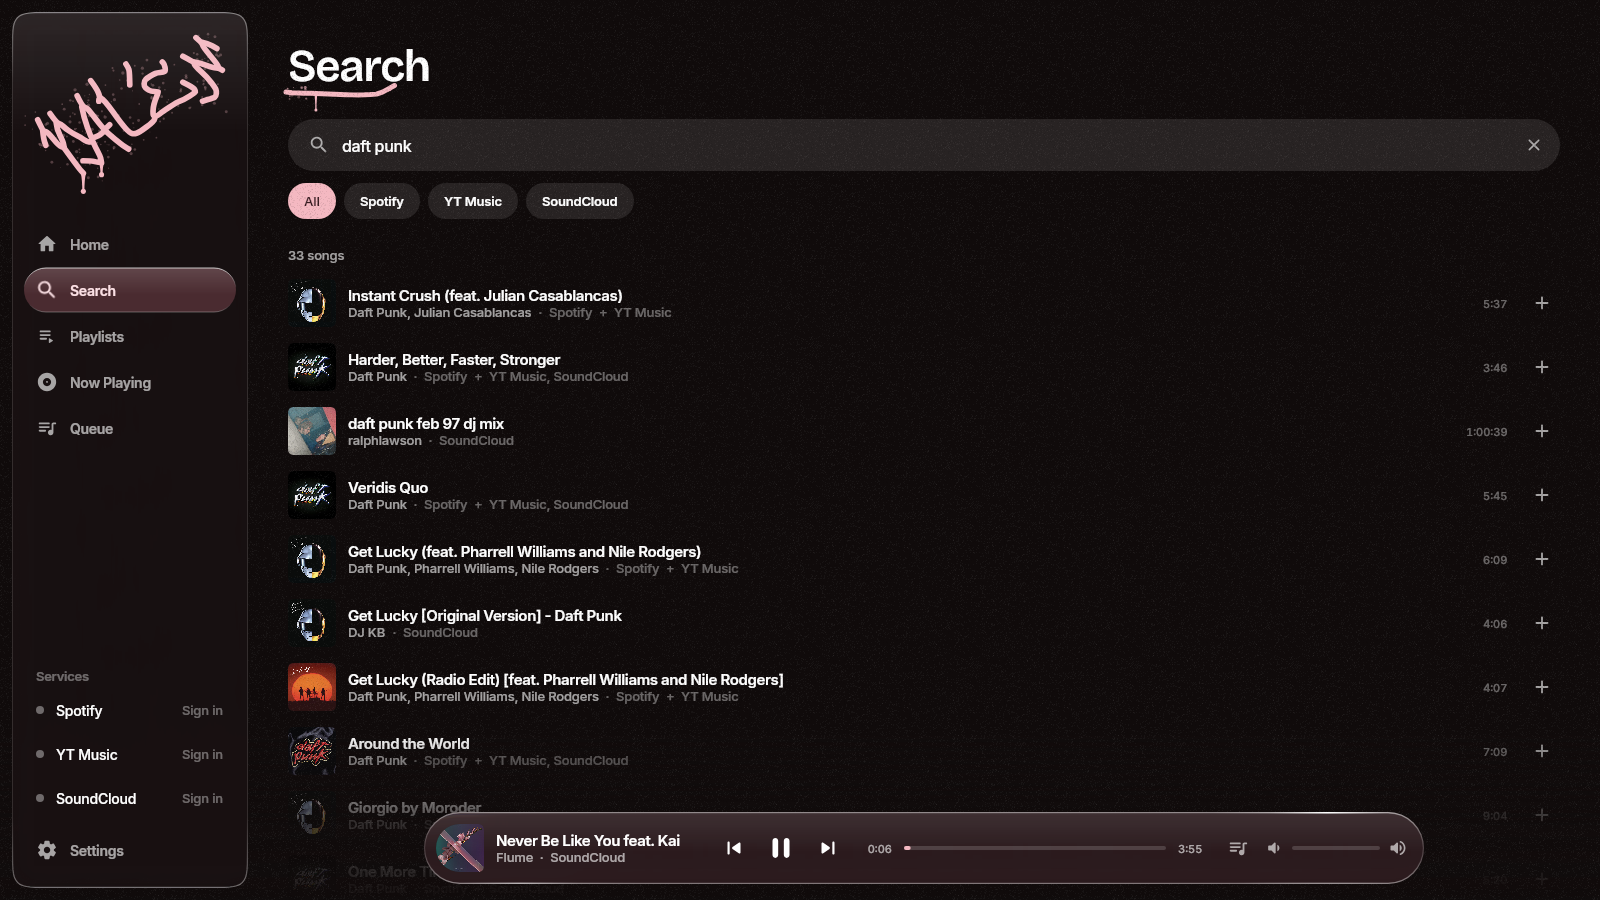 MALEN
Search
daft punk
All
Spotify
YT Music
SoundCloud
33 songs
Instant Crush (feat. Julian Casablancas)
Daft Punk, Julian Casablancas · Spotify + YT Music
5:37
Harder, Better, Faster, Stronger
Daft Punk · Spotify + YT Music, SoundCloud
3:46
daft punk feb 97 dj mix
ralphlawson · SoundCloud
1:00:39
Veridis Quo
Daft Punk · Spotify + YT Music, SoundCloud
5:45
Get Lucky (feat. Pharrell Williams and Nile Rodgers)
Daft Punk, Pharrell Williams, Nile Rodgers · Spotify + YT Music
6:09
Get Lucky [Original Version] - Daft Punk
DJ KB · SoundCloud
4:06
Get Lucky (Radio Edit) [feat. Pharrell Williams and Nile Rodgers]
Daft Punk, Pharrell Williams, Nile Rodgers · Spotify + YT Music
4:07
Around the World
Daft Punk · Spotify + YT Music, SoundCloud
7:09
Giorgio by Moroder
Daft Punk ·
9:04
One More
Daft Punk
Home
Search
Playlists
Now Playing
Queue
Services
Spotify
Sign in
YT Music
Sign in
SoundCloud
Sign in
Settings
Never Be Like You feat. Kai
Flume · SoundCloud
0:06
3:55